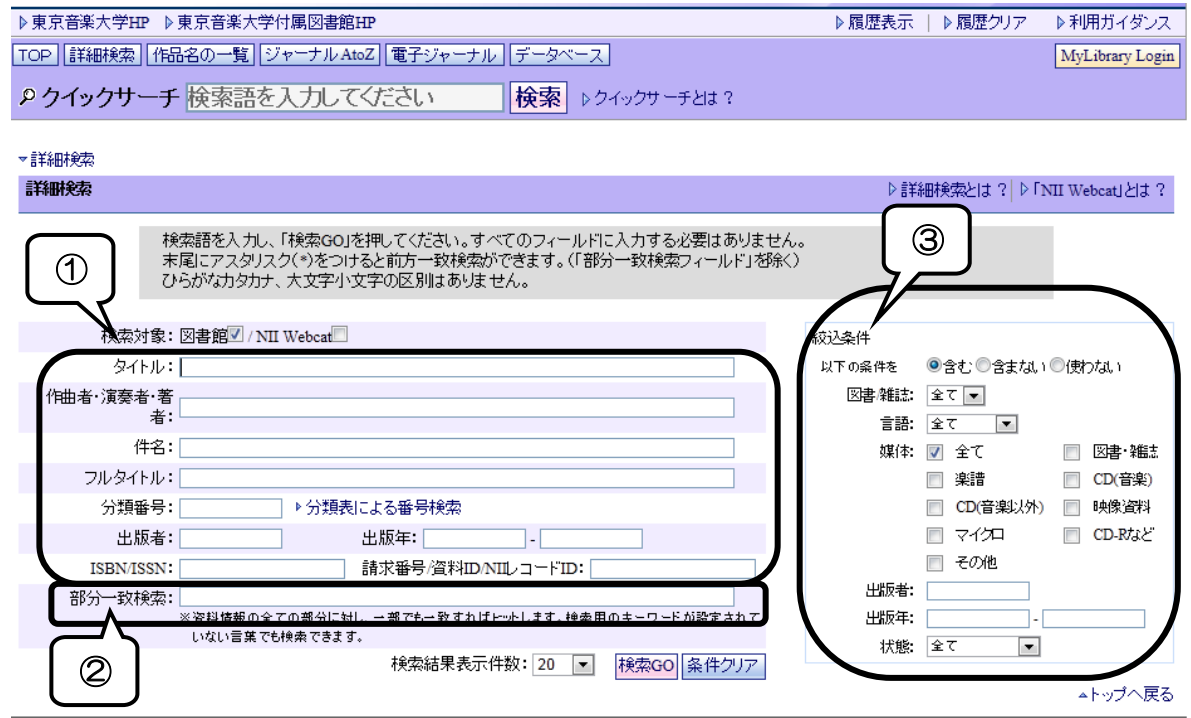 ▷東京音楽大学HP ▷東京音楽大学付属図書館HP ▷履歴表示 | ▷履歴クリア ▷利用ガイダンス
TOP 詳細検索 作品名の一覧 ジャーナル AtoZ 電子ジャーナル データベース MyLibrary Login
クイックサーチ 検索語を入力してください 検索 ▷クイックサーチとは？
▼詳細検索
詳細検索 ▷詳細検索とは？| ▷「NII Webcat」とは？
検索語を入力し、「検索GO」を押してください。すべてのフィールドに入力する必要はありません。
末尾にアスタリスク(*)をつけると前方一致検索ができます。(「部分一致検索フィールド」を除く)
ひらがなカタカナ、大文字小文字の区別はありません。
①
③
検索対象：図書館 / NII Webcat
タイトル：
作曲者・演奏者・著
者：
件名：
フルタイトル：
分類番号： ▶分類表による番号検索
出版者： 出版年： -
ISBN/ISSN： 請求番号/資料ID/NIIレコードID：
部分一致検索：
※資料情報の全ての部分に対し、一部でも一致すればヒットします。検索用のキーワードが設定されて
いない言葉でも検索できます。
②
検索結果表示件数： 20 検索GO 条件クリア
絞込条件
以下の条件を 含む 含まない 使わない
図書/雑誌: 全て
言語: 全て
媒体: 全て 図書・雑誌
楽譜 CD(音楽)
CD(音楽以外) 映像資料
マイクロ CD-Rなど
その他
出版者:
出版年: -
状態: 全て
▲トップへ戻る